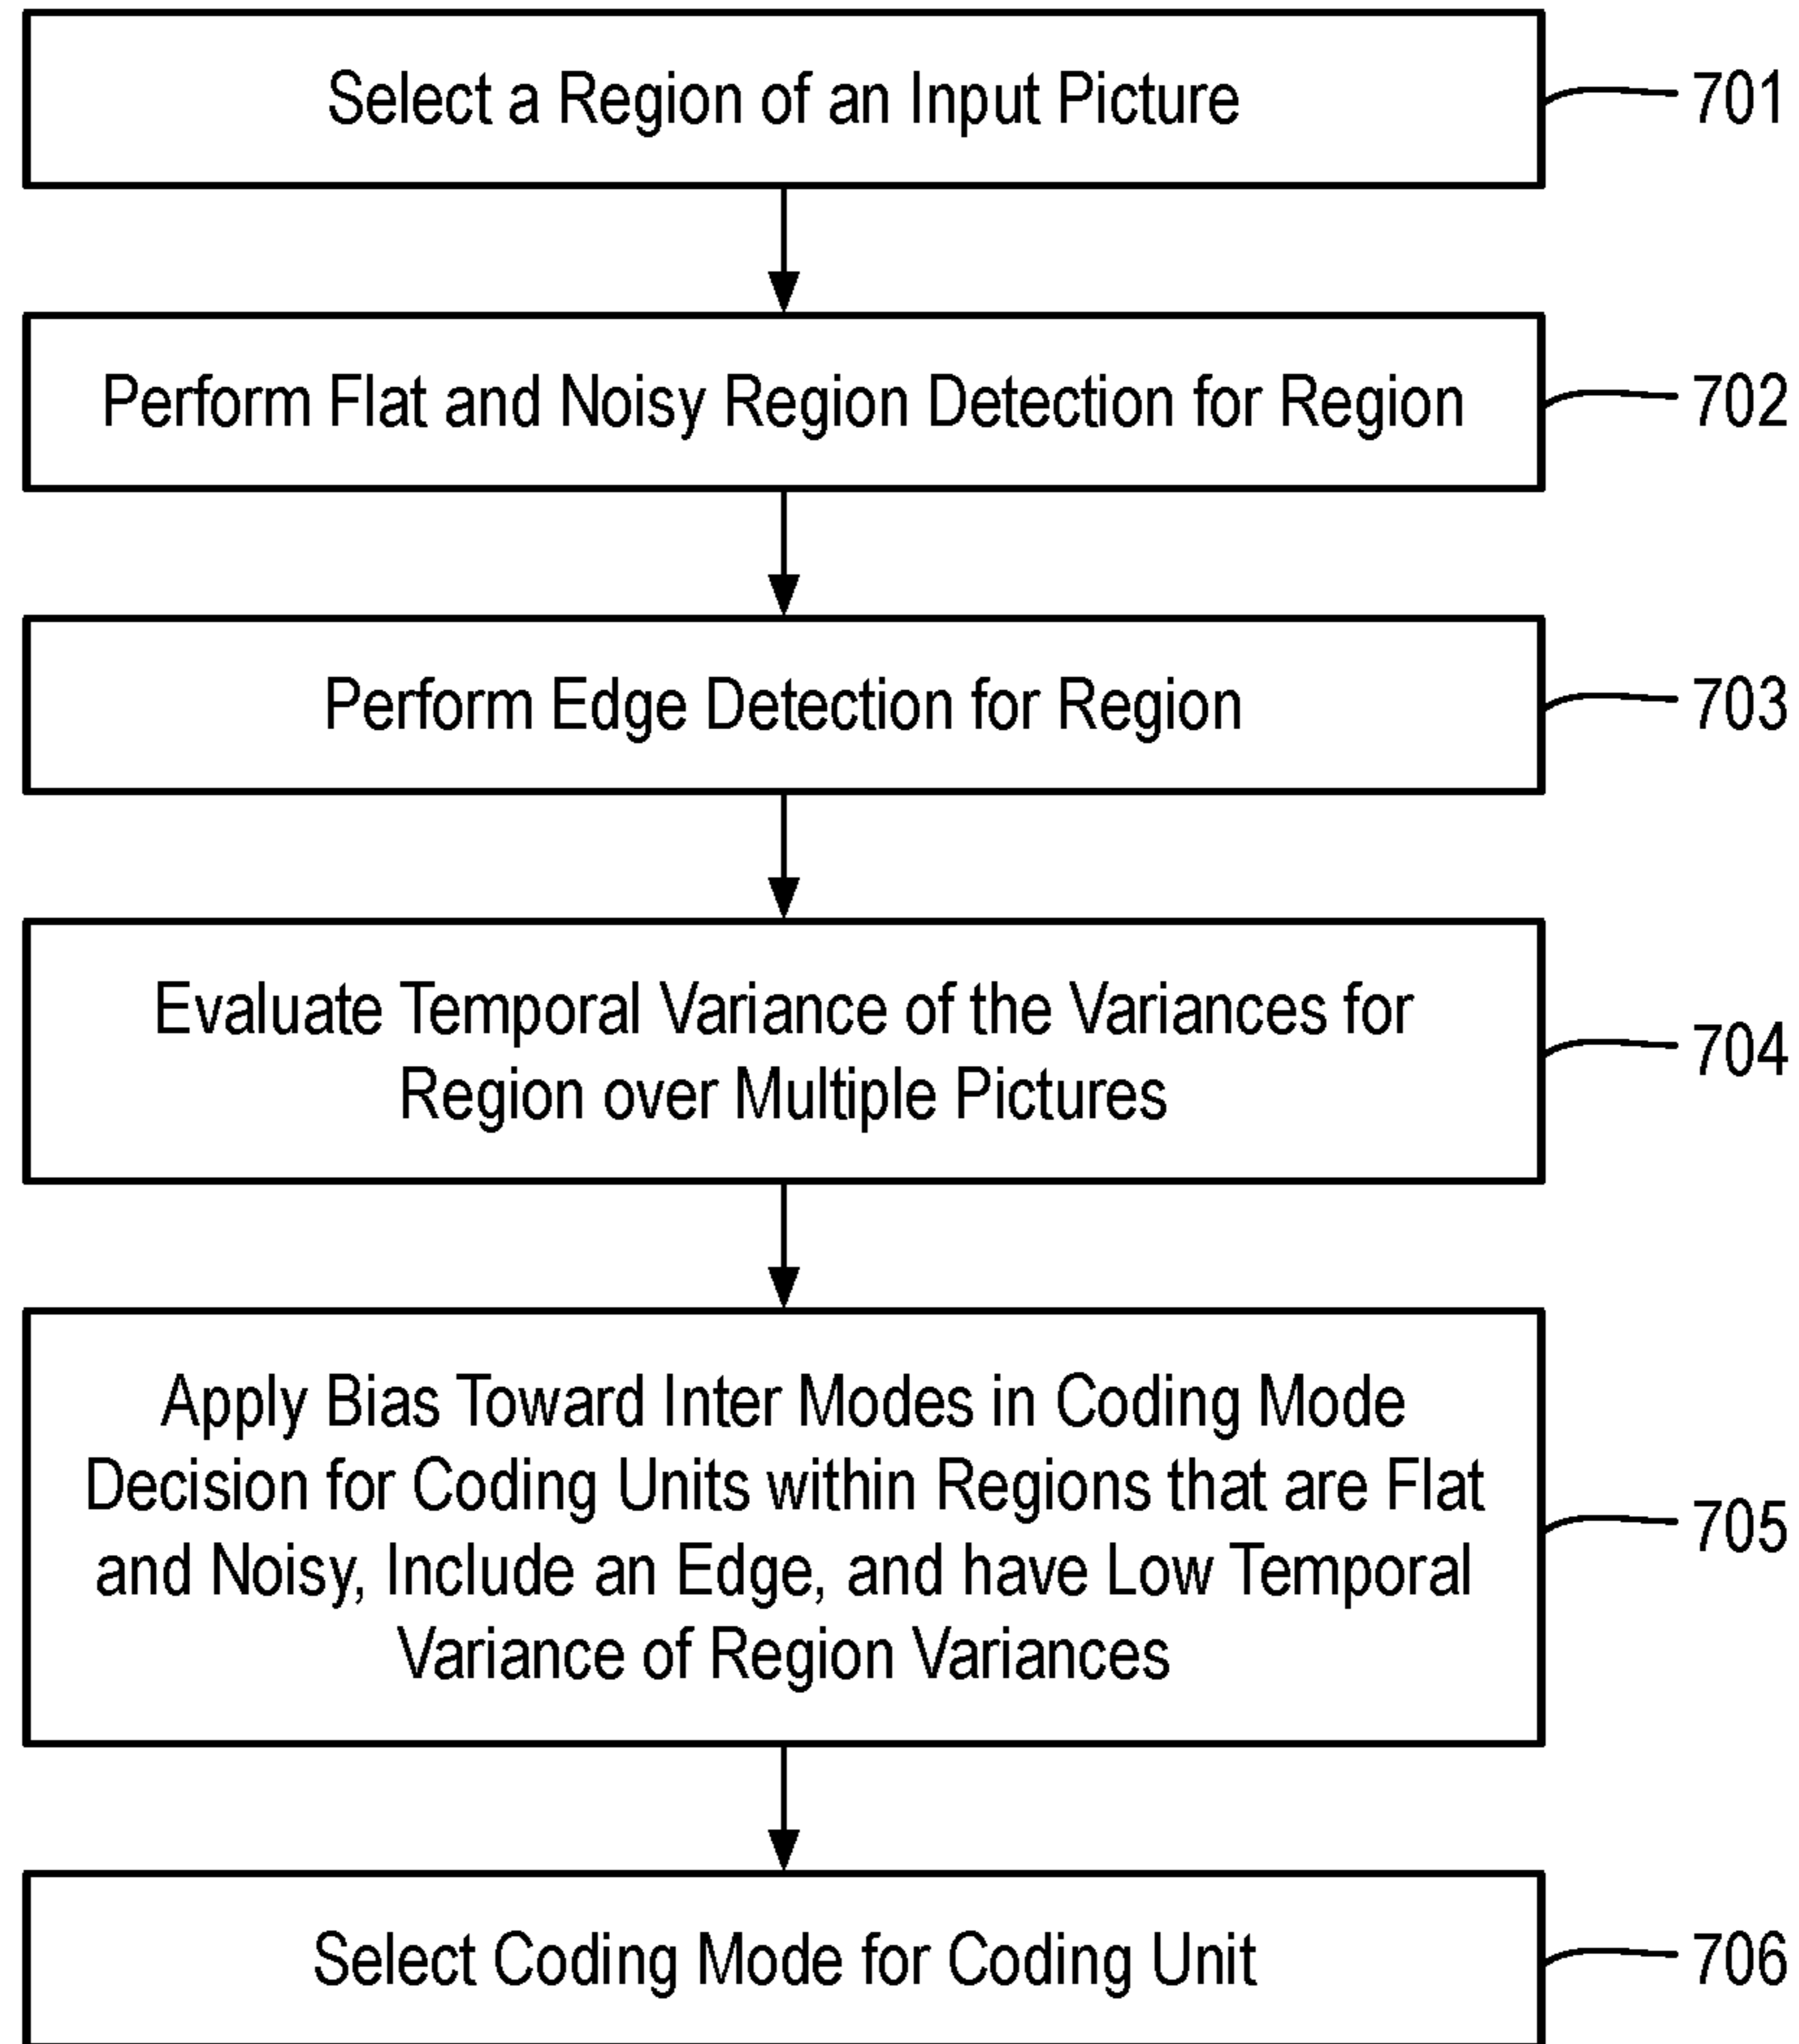 Select a Region of an Input Picture
701
Perform Flat and Noisy Region Detection for Region
702
Perform Edge Detection for Region
703
Evaluate Temporal Variance of the Variances for
Region over Multiple Pictures
704
Apply Bias Toward Inter Modes in Coding Mode
Decision for Coding Units within Regions that are Flat
and Noisy, Include an Edge, and have Low Temporal
Variance of Region Variances
705
Select Coding Mode for Coding Unit
706